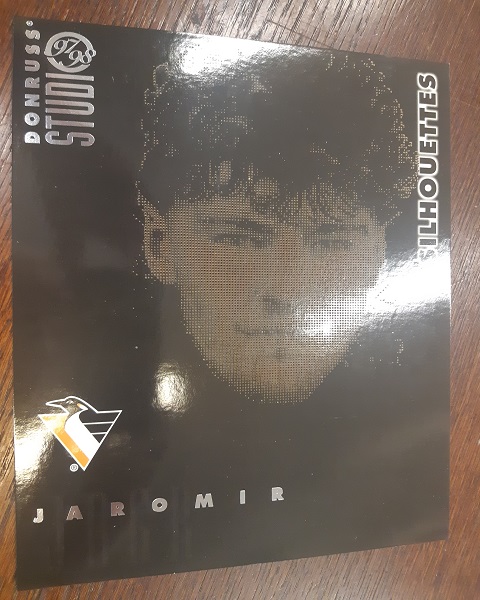 DONRUSS®
STUDIO
97/98
SILHOUETTES
®
JAROMIR